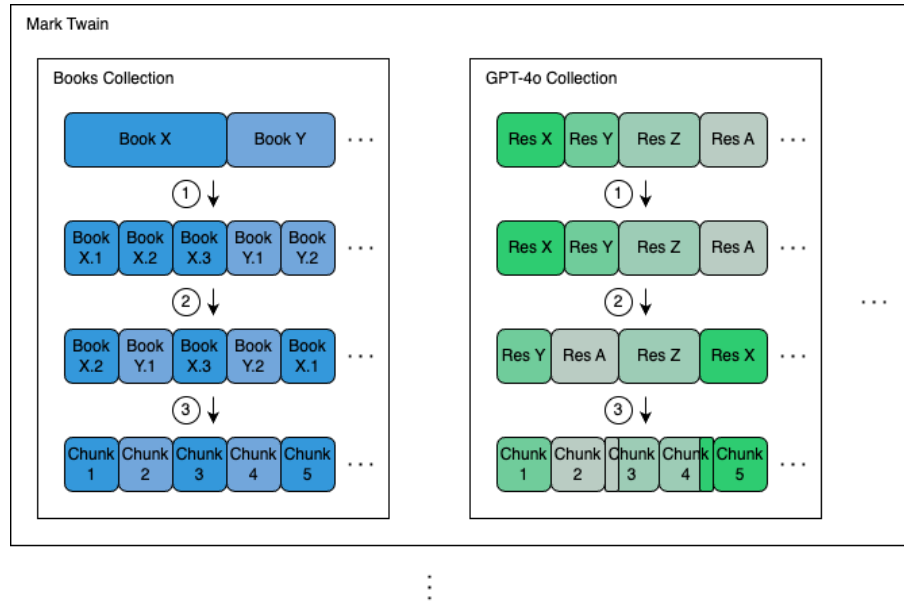 Mark Twain
Books Collection
Book X
Book Y
...
1
Book
X.1
Book
X.2
Book
X.3
Book
Y.1
Book
Y.2
...
2
Book
X.2
Book
Y.1
Book
X.3
Book
Y.2
Book
X.1
...
3
Chunk
1
Chunk
2
Chunk
3
Chunk
4
Chunk
5
...
GPT-4o Collection
Res X
Res Y
Res Z
Res A
...
1
Res X
Res Y
Res Z
Res A
...
2
Res Y
Res A
Res Z
Res X
...
3
Chunk
1
Chunk
2
Chunk
3
Chunk
4
Chunk
5
...
...
...